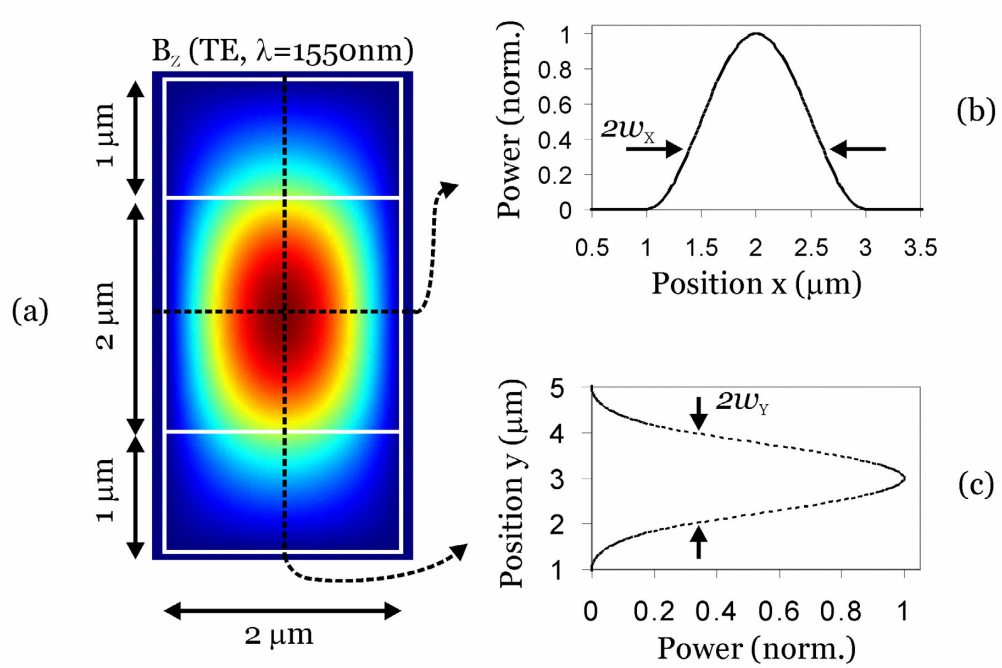 B_Z (TE, λ=1550nm)
1 µm
2 µm
1 µm
2 µm
(a)
Power (norm.)
1
0.8
0.6
0.4
0.2
0
2w_X
0.5 1 1.5 2 2.5 3 3.5
Position x (µm)
(b)
Position y (µm)
5
4
3
2
1
2w_Y
0 0.2 0.4 0.6 0.8 1
Power (norm.)
(c)